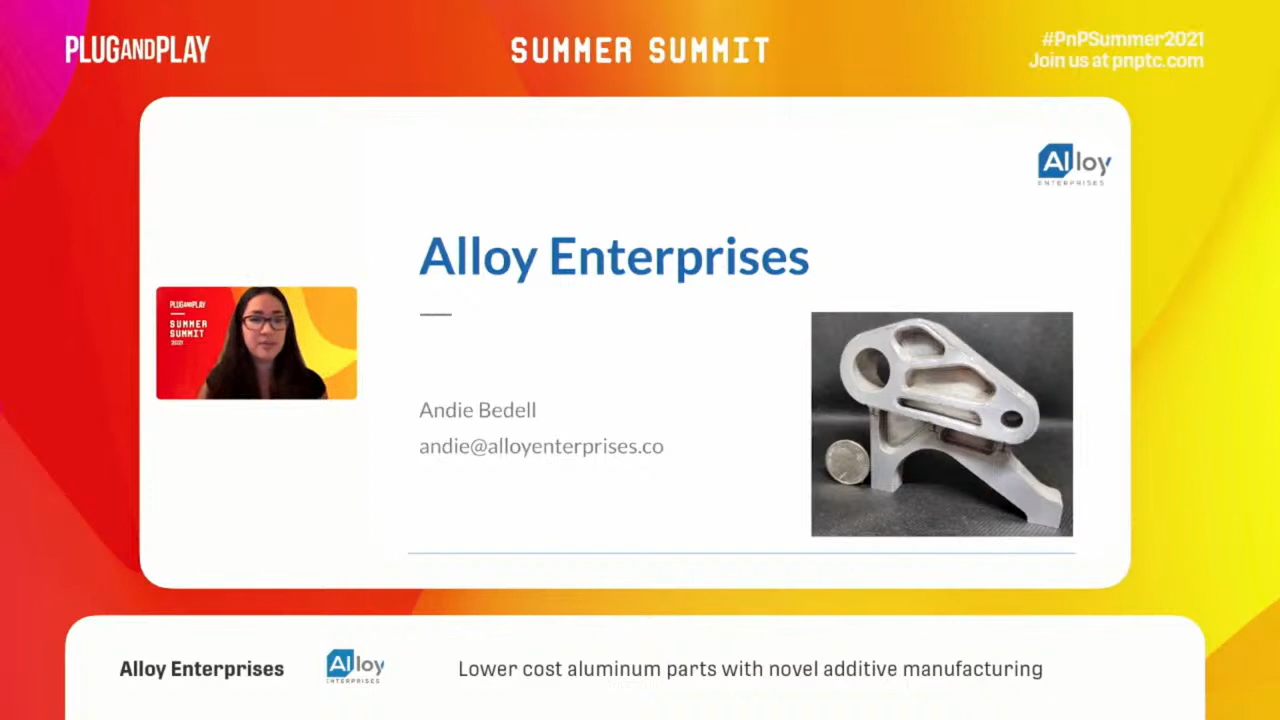 PLUGANDPLAY
SUMMER SUMMIT
#PnPSummer2021
Join us at pnptc.com
Alloy
ENTERPRISES
Alloy Enterprises
PLUGANDPLAY
SUMMER
SUMMIT
2021
Andie Bedell
andie@alloyenterprises.co
Alloy Enterprises
Alloy
ENTERPRISES
Lower cost aluminum parts with novel additive manufacturing